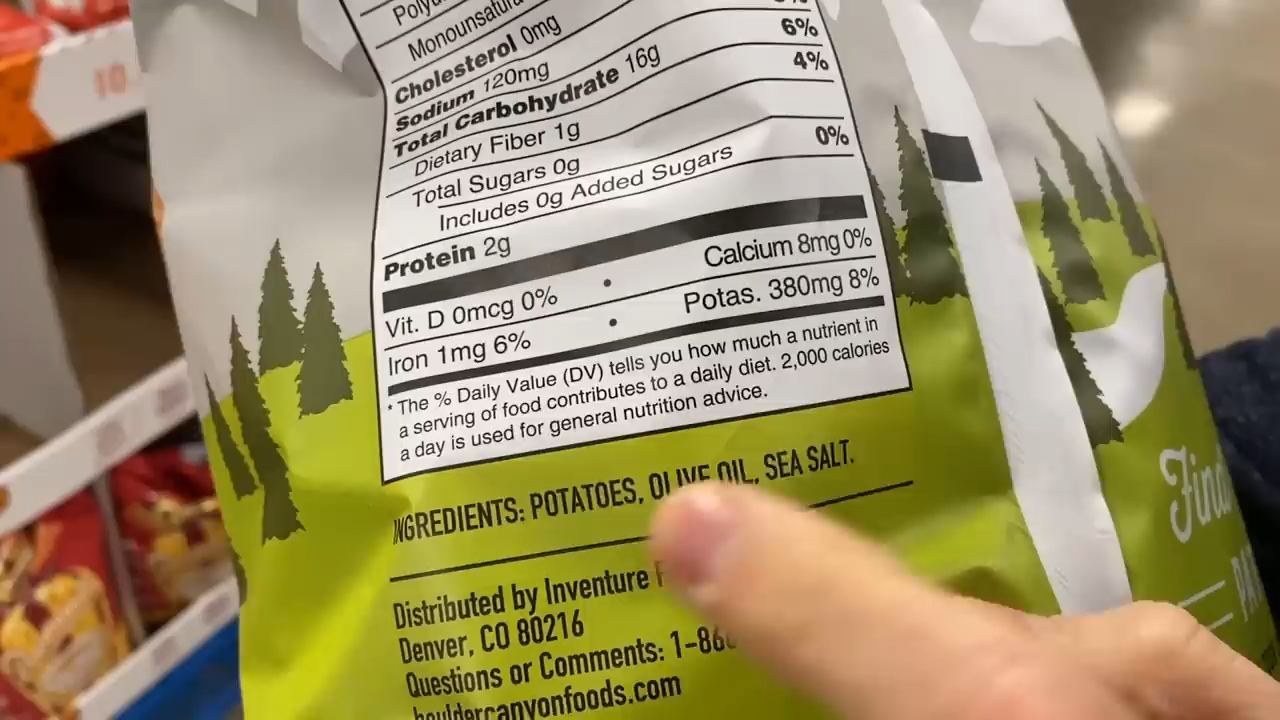 Monounsatura
Cholesterol 0mg
Sodium 120mg
6%
Total Carbohydrate 16g
4%
Dietary Fiber 1g
Total Sugars 0g
Includes 0g Added Sugars 0%
Protein 2g
Vit. D 0mcg 0% • Calcium 8mg 0%
Iron 1mg 6% • Potas. 380mg 8%
* The % Daily Value (DV) tells you how much a nutrient in
a serving of food contributes to a daily diet. 2,000 calories
a day is used for general nutrition advice.
INGREDIENTS: POTATOES, OLIVE OIL, SEA SALT.
Distributed by Inventure
Denver, CO 80216
Questions or Comments: 1-866
bouldercanyonfoods.com
Find
10